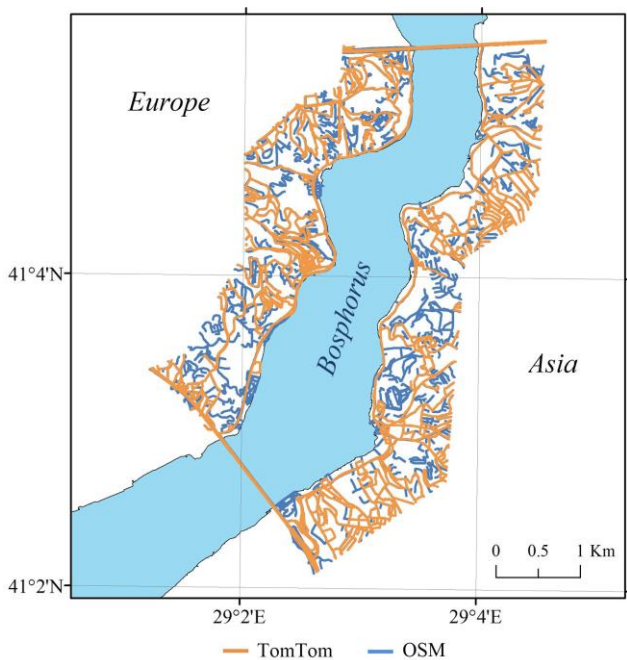 Europe
41°4'N
Bosphorus
Asia
0 0.5 1 Km
41°2'N
29°2'E 29°4'E
TomTom OSM